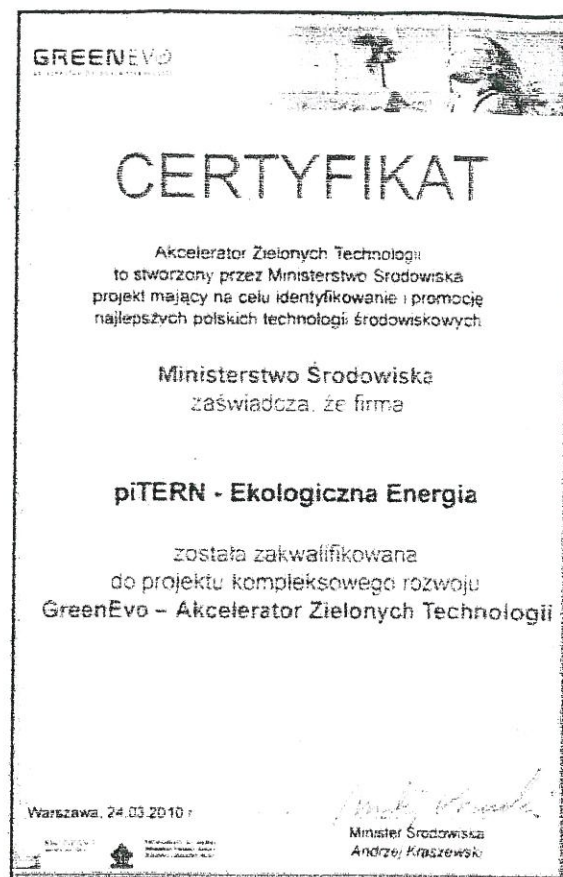 GREENEVO
CERTYFIKAT
Akcelerator Zielonych Technologii
to stworzony przez Ministerstwo Środowiska
projekt mający na celu identyfikowanie i promocję
najlepszych polskich technologii środowiskowych
Ministerstwo Środowiska
zaświadcza, że firma
piTERN - Ekologiczna Energia
została zakwalifikowana
do projektu kompleksowego rozwoju
GreenEvo – Akcelerator Zielonych Technologii
Warszawa, 24.03.2010 r.
Minister Środowiska
Andrzej Kraszewski